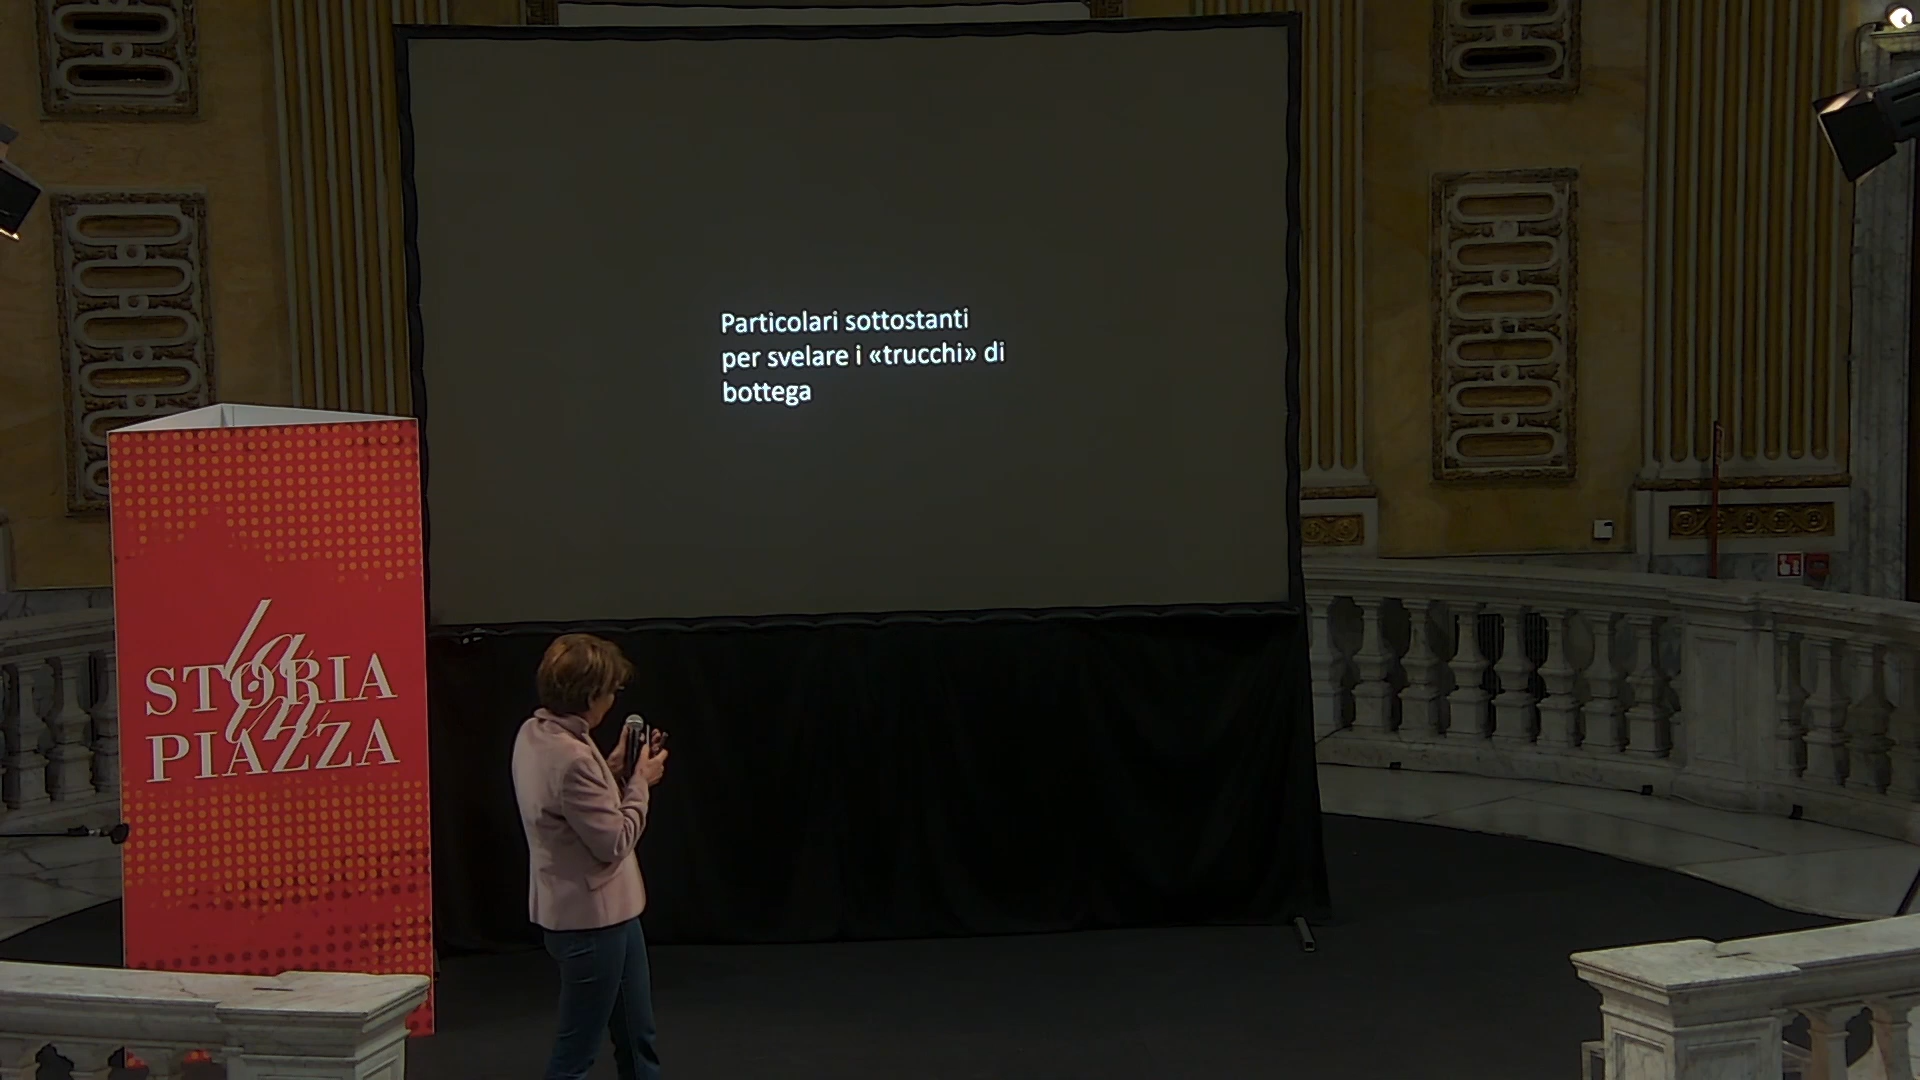 Particolari sottostanti
per svelare i «trucchi» di
bottega
la
STORIA
in
PIAZZA